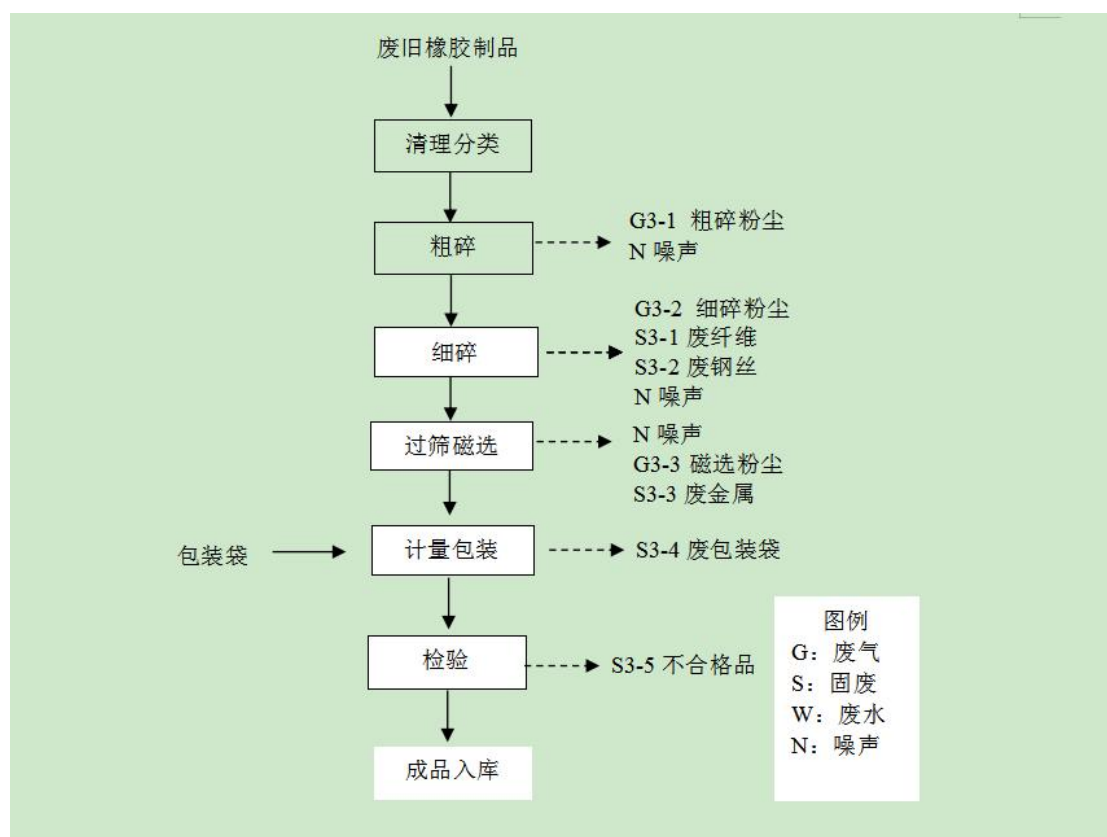 废旧橡胶制品
清理分类
粗碎
G3-1 粗碎粉尘
N 噪声
细碎
G3-2 细碎粉尘
S3-1 废纤维
S3-2 废钢丝
N 噪声
过筛磁选
N 噪声
G3-3 磁选粉尘
S3-3 废金属
包装袋
计量包装
S3-4 废包装袋
检验
S3-5 不合格品
成品入库
图例
G：废气
S：固废
W：废水
N：噪声